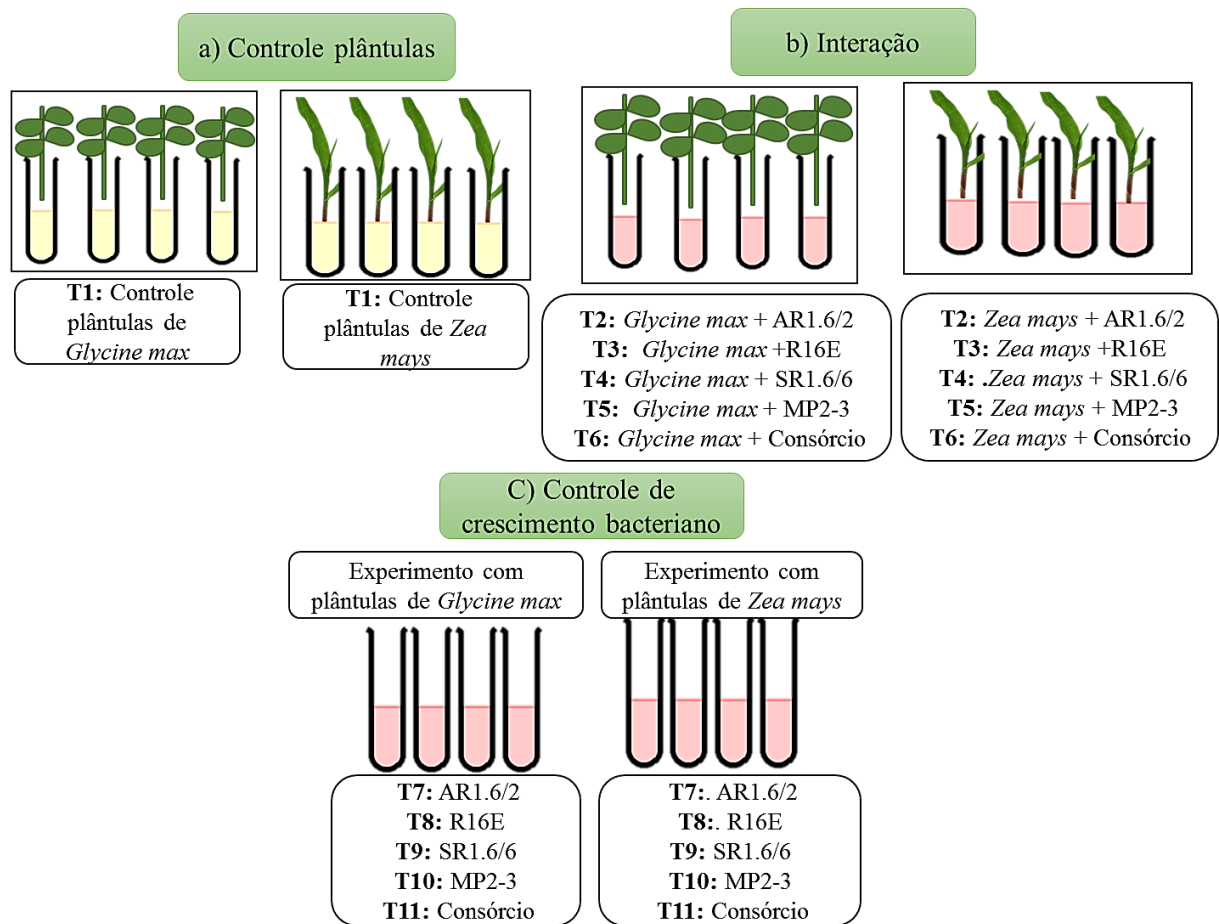 a) Controle plântulas
b) Interação
T1: Controle
plântulas de
Glycine max
T1: Controle
plântulas de Zea
mays
T2: Glycine max + AR1.6/2
T3: Glycine max +R16E
T4: Glycine max + SR1.6/6
T5: Glycine max + MP2-3
T6: Glycine max + Consórcio
T2: Zea mays + AR1.6/2
T3: Zea mays +R16E
T4: .Zea mays + SR1.6/6
T5: Zea mays + MP2-3
T6: Zea mays + Consórcio
C) Controle de
crescimento bacteriano
Experimento com
plântulas de Glycine max
Experimento com
plântulas de Zea mays
T7: AR1.6/2
T8: R16E
T9: SR1.6/6
T10: MP2-3
T11: Consórcio
T7:. AR1.6/2
T8:. R16E
T9: SR1.6/6
T10: MP2-3
T11: Consórcio